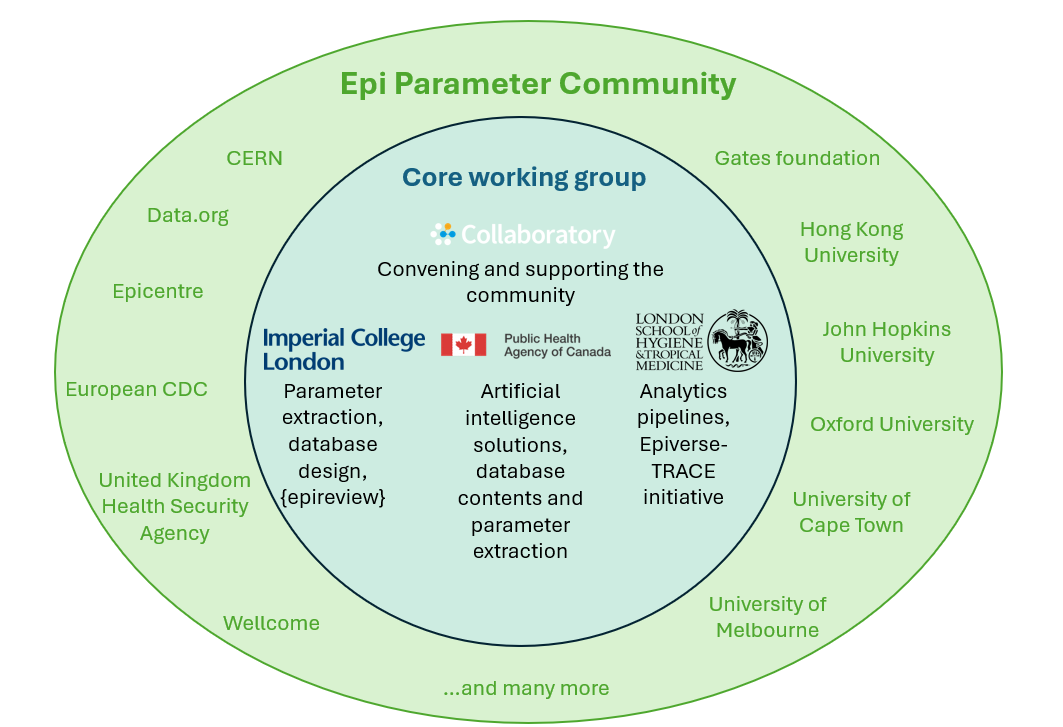 Epi Parameter Community
CERN
Data.org
Epicentre
European CDC
United Kingdom
Health Security
Agency
Wellcome
Core working group
Collaboratory
Convening and supporting the
community
Imperial College
London
Parameter
extraction,
database
design,
{epireview}
Public Health
Agency of Canada
Artificial
intelligence
solutions,
database
contents and
parameter
extraction
LONDON
SCHOOL of
HYGIENE
&TROPICAL
MEDICINE
Analytics
pipelines,
Epiverse-
TRACE
initiative
Gates foundation
Hong Kong
University
John Hopkins
University
Oxford University
University of
Cape Town
University of
Melbourne
...and many more